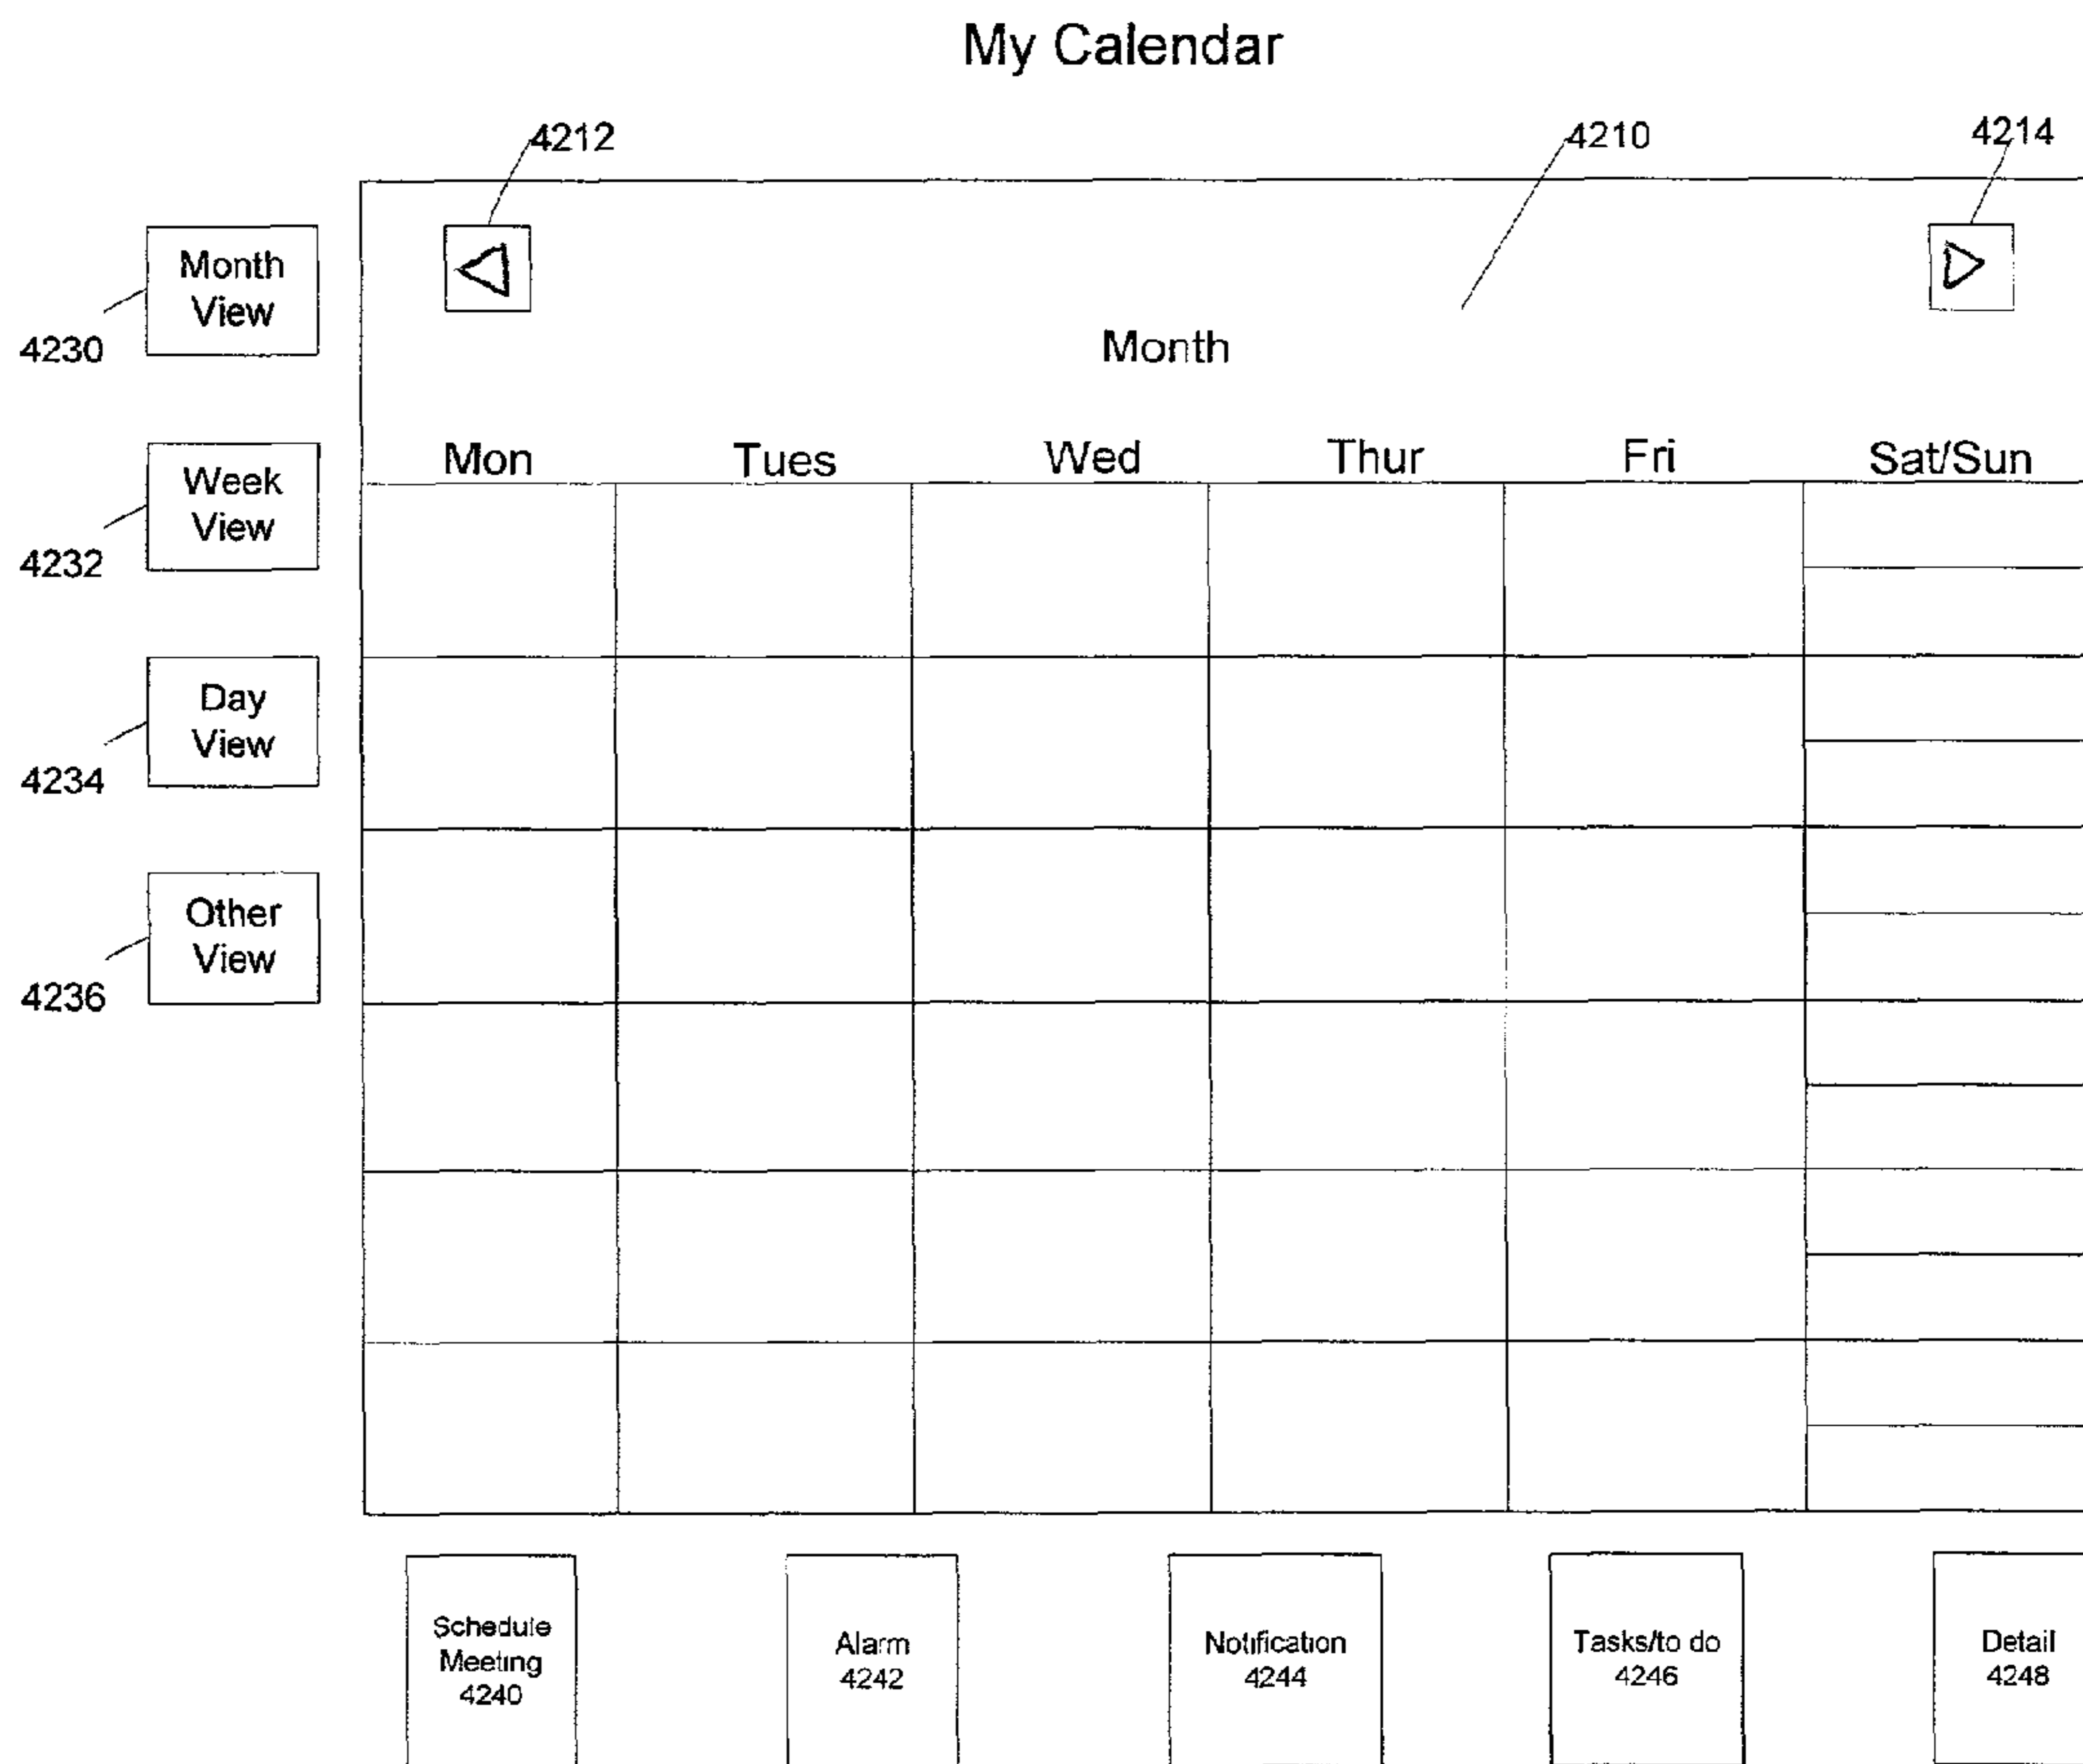 My Calendar
4212
4210
4214
Month
View
4230
Month
Mon Tues Wed Thur Fri Sat/Sun
Week
View
4232
Day
View
4234
Other
View
4236
Schedule
Meeting
4240
Alarm
4242
Notification
4244
Tasks/to do
4246
Detail
4248